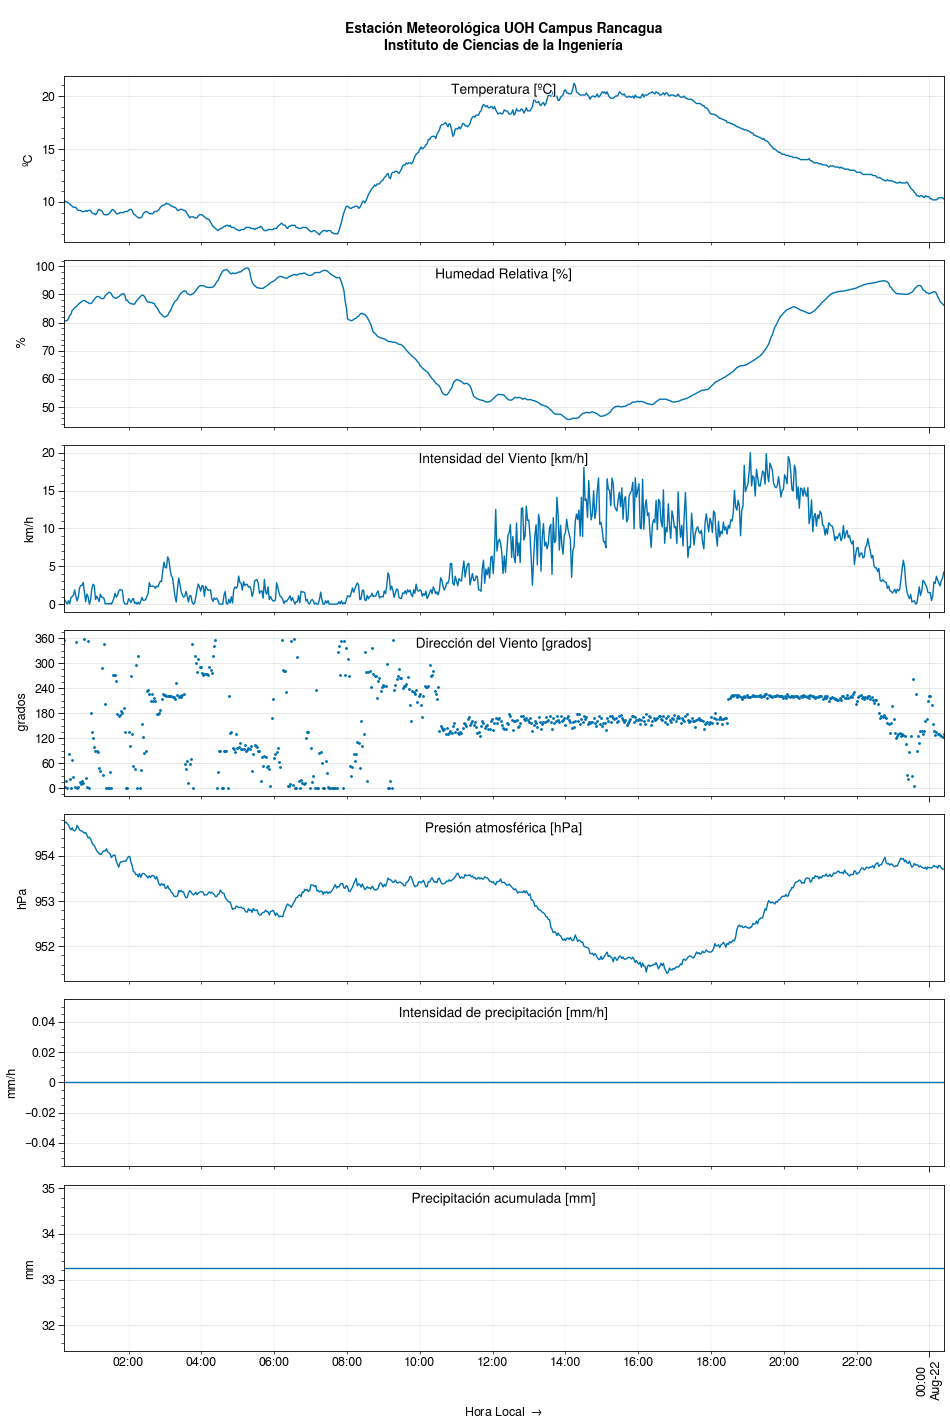 Estación Meteorológica UOH Campus Rancagua
Instituto de Ciencias de la Ingeniería
Temperatura [ºC]
ºC
20
15
10
Humedad Relativa [%]
%
100
90
80
70
60
50
Intensidad del Viento [km/h]
km/h
20
15
10
5
0
Dirección del Viento [grados]
grados
360
300
240
180
120
60
0
Presión atmosférica [hPa]
hPa
954
953
952
Intensidad de precipitación [mm/h]
mm/h
0.04
0.02
0
−0.02
−0.04
Precipitación acumulada [mm]
mm
35
34
33
32
02:00 04:00 06:00 08:00 10:00 12:00 14:00 16:00 18:00 20:00 22:00 00:00
Aug-22
Hora Local →